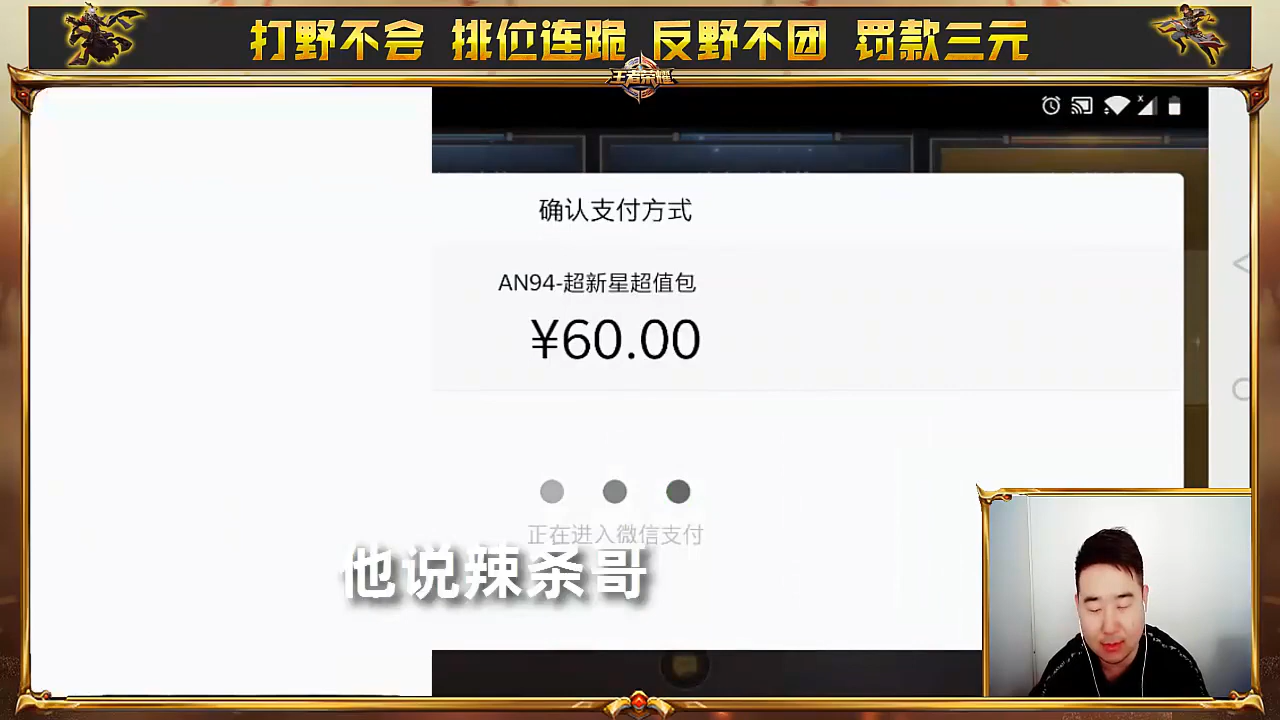 打野不会 排位连跪 反野不团 罚款三元
王者荣耀
确认支付方式
AN94-超新星超值包
¥60.00
正在进入微信支付
他说辣条哥